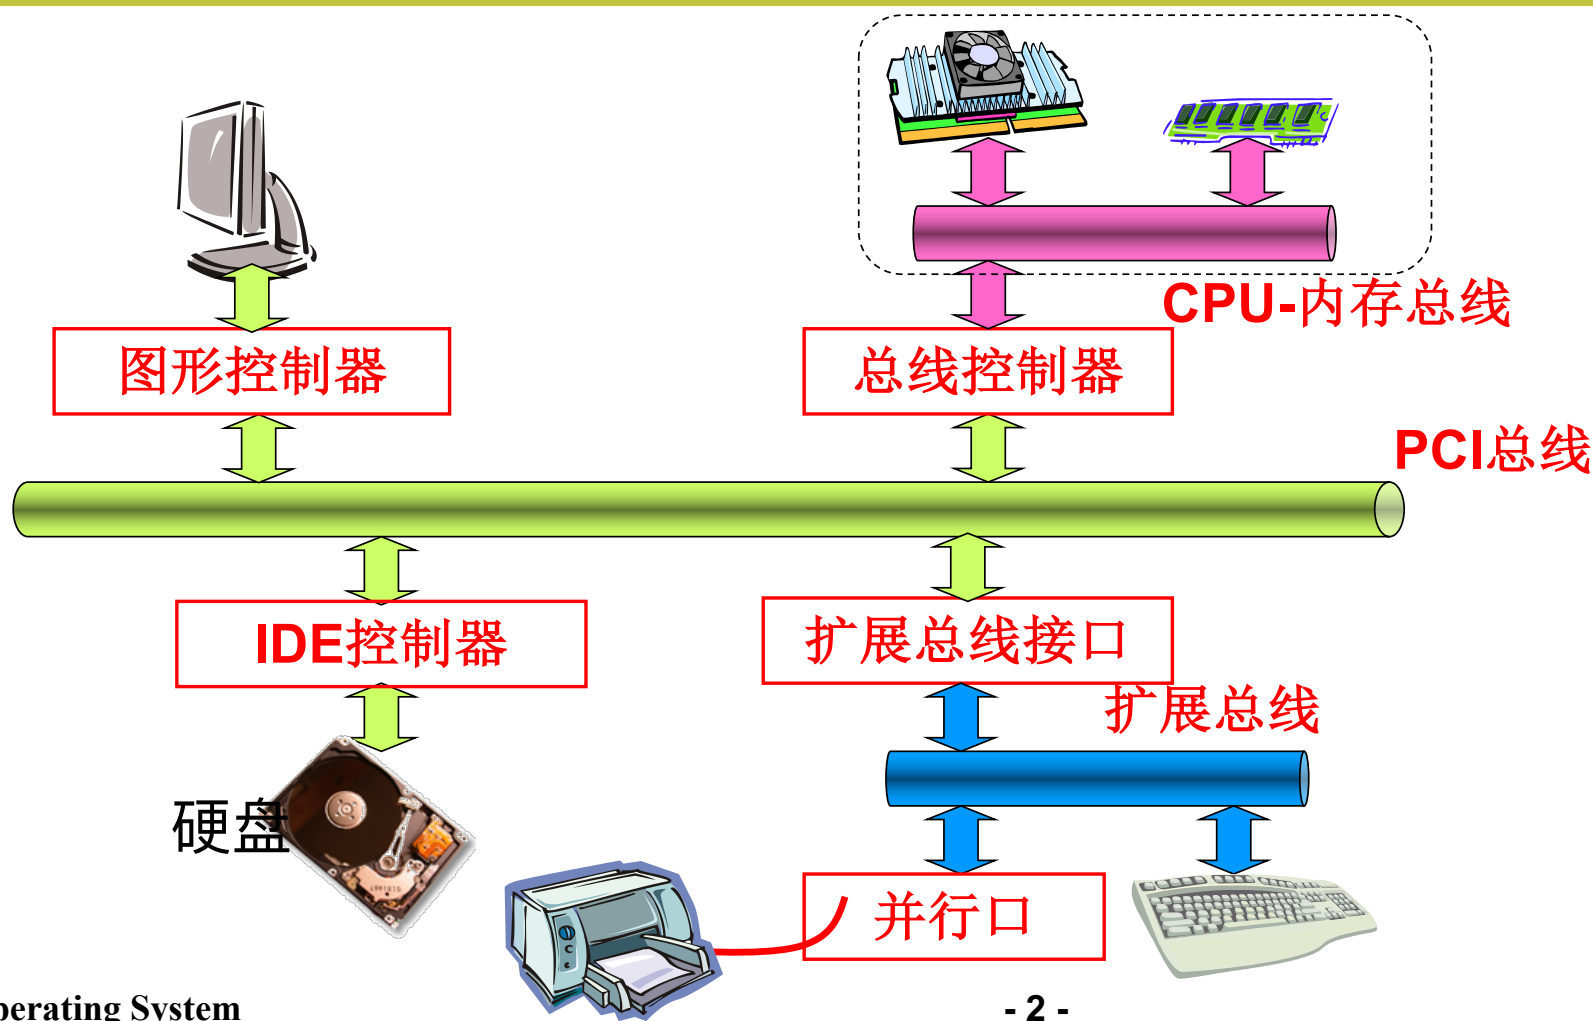 CPU-内存总线
图形控制器
总线控制器
PCI总线
IDE控制器
扩展总线接口
扩展总线
硬盘
并行口
perating System
- 2 -